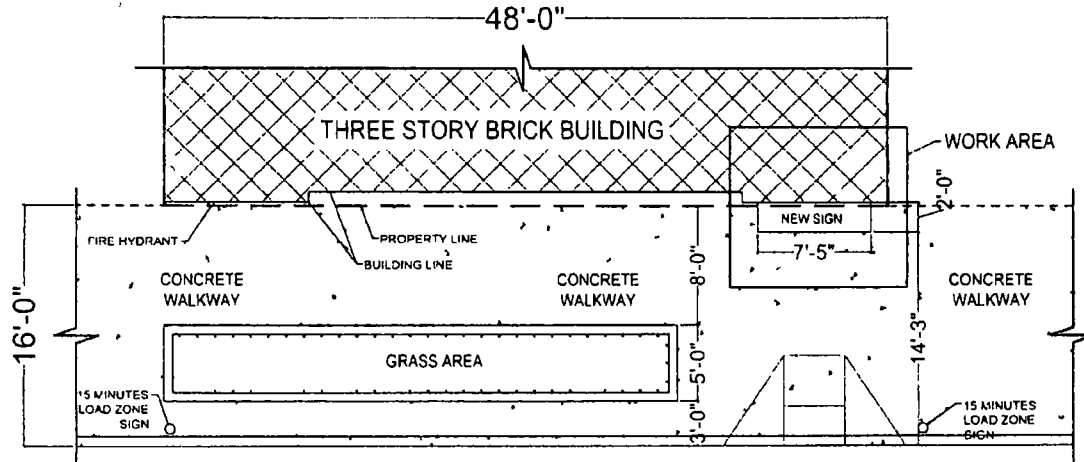 48'-0"
THREE STORY BRICK BUILDING
WORK AREA
2'-0"
NEW SIGN
7'-5"
FIRE HYDRANT
PROPERTY LINE
BUILDING LINE
CONCRETE
WALKWAY
CONCRETE
WALKWAY
CONCRETE
WALKWAY
8'-0"
16'-0"
GRASS AREA
5'-0"
14'-3"
15 MINUTES
LOAD ZONE
SIGN
3'-0"
15 MINUTES
LOAD ZONE
SIGN